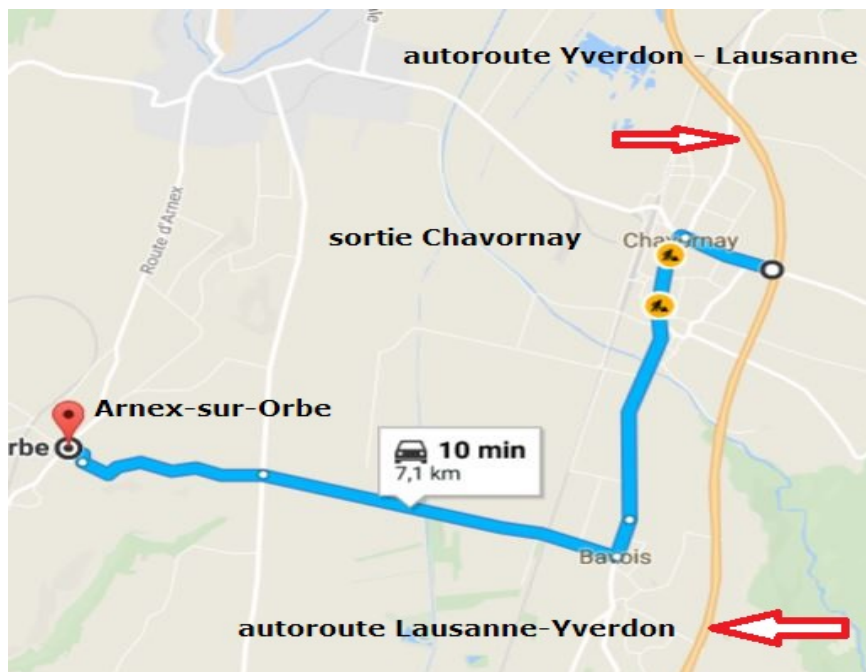 autoroute Yverdon - Lausanne
Route d'Arnex
sortie Chavornay
Chavornay
Arnex-sur-Orbe
rbe
10 min
7,1 km
Bavois
autoroute Lausanne-Yverdon